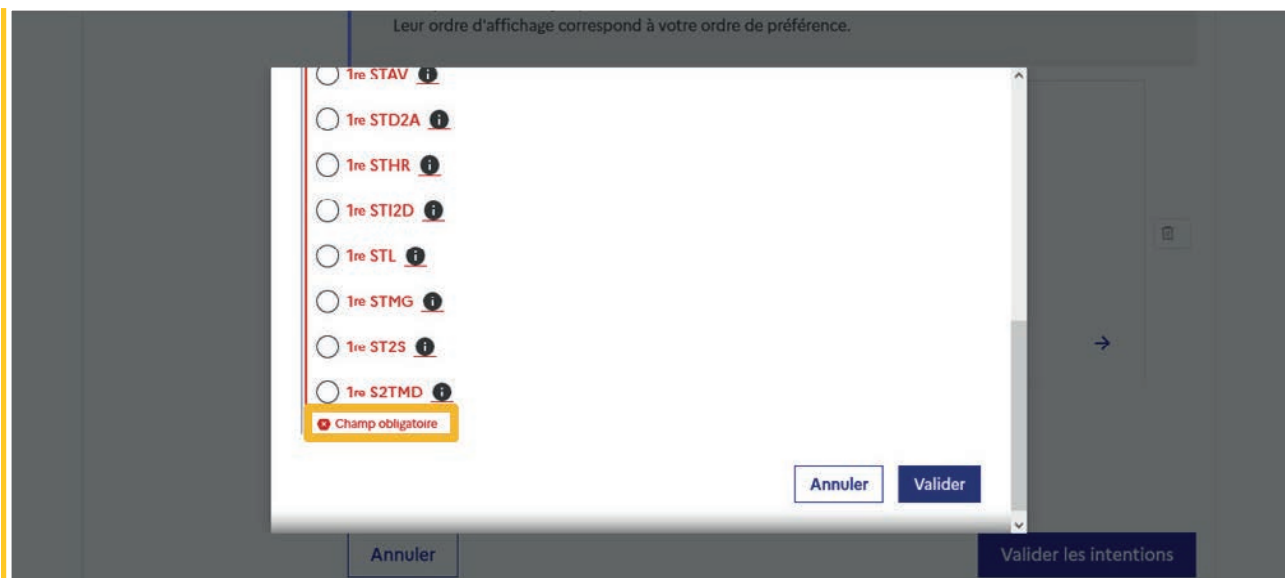 Leur ordre d'affichage correspond à votre ordre de préférence.
1re STAV
1re STD2A
1re STHR
1re STI2D
1re STL
1re STMG
1re ST2S
1re S2TMD
Champ obligatoire
Annuler Valider
Annuler Valider les intentions